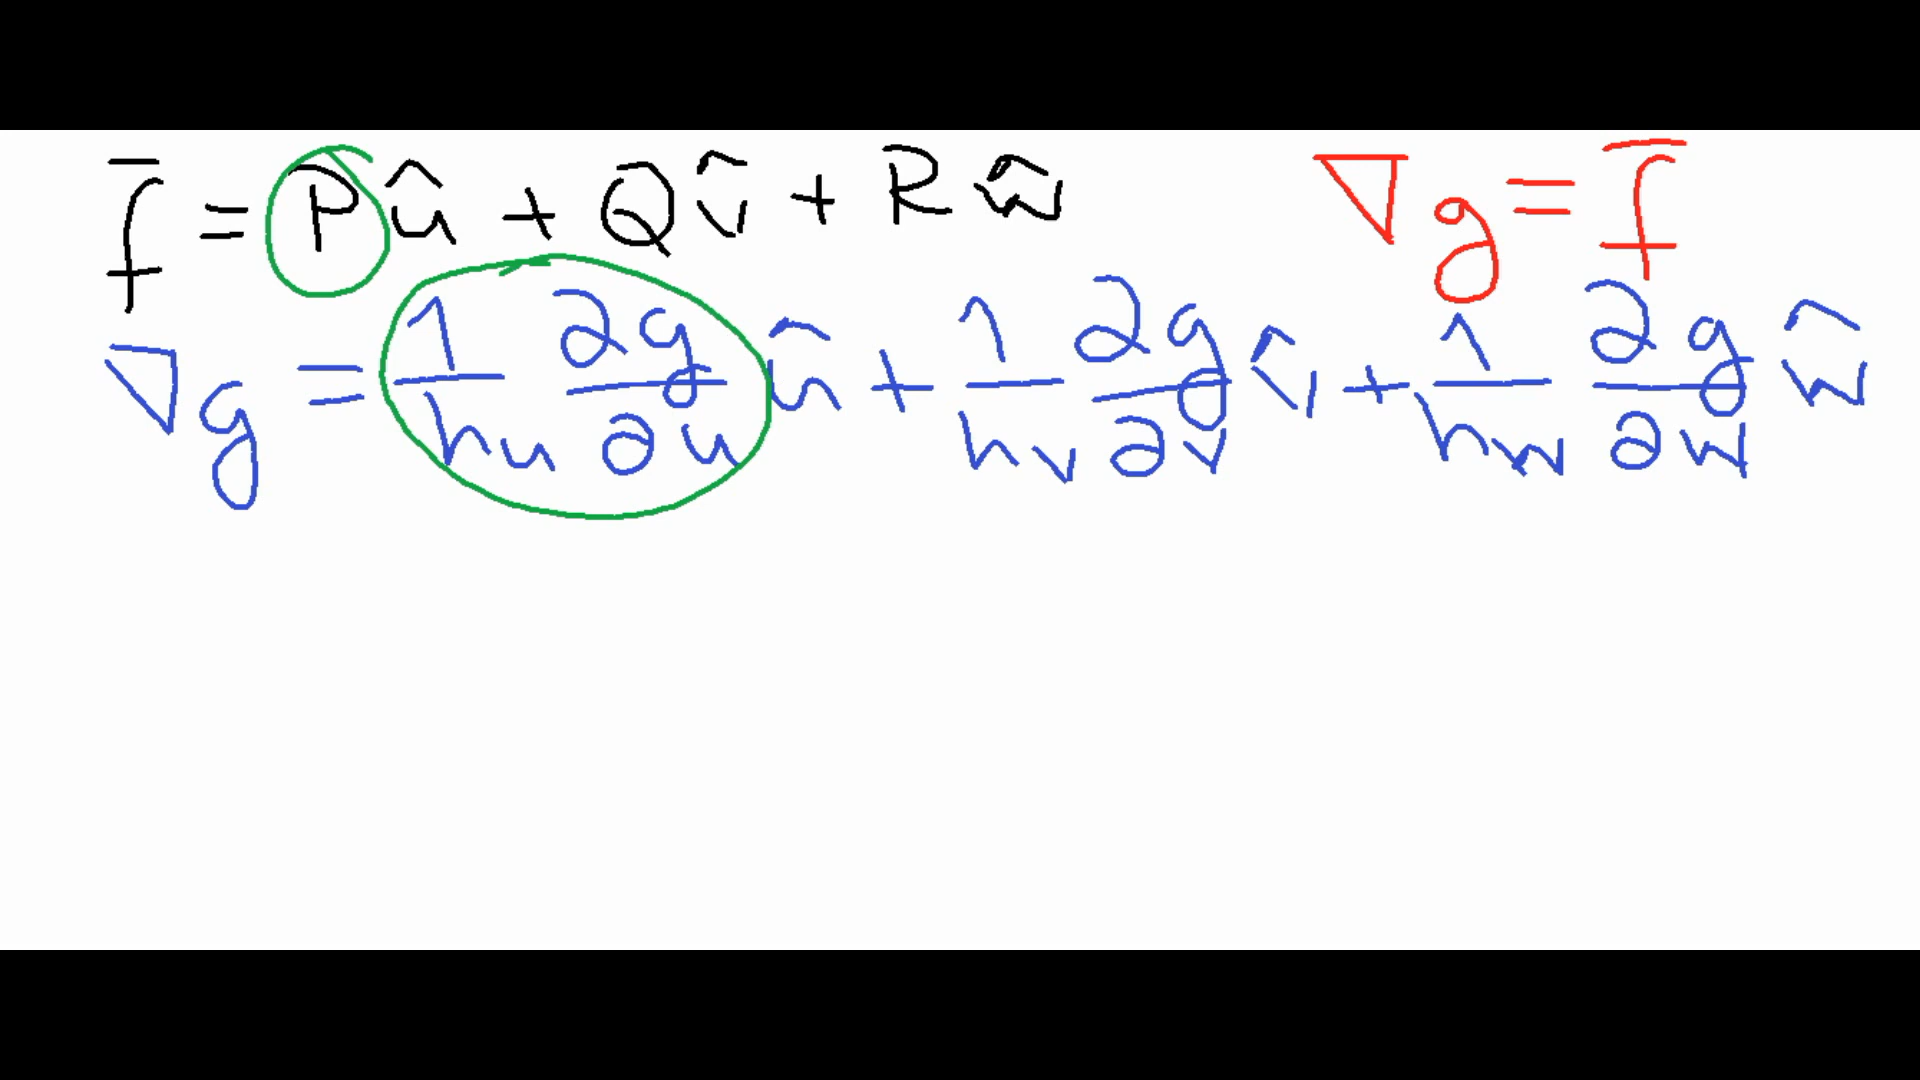 f̅ = P û + Q v̂ + R ŵ   ∇g = f̅
∇g = 1/h_u ∂g/∂u û + 1/h_v ∂g/∂v v̂ + 1/h_w ∂g/∂w ŵ